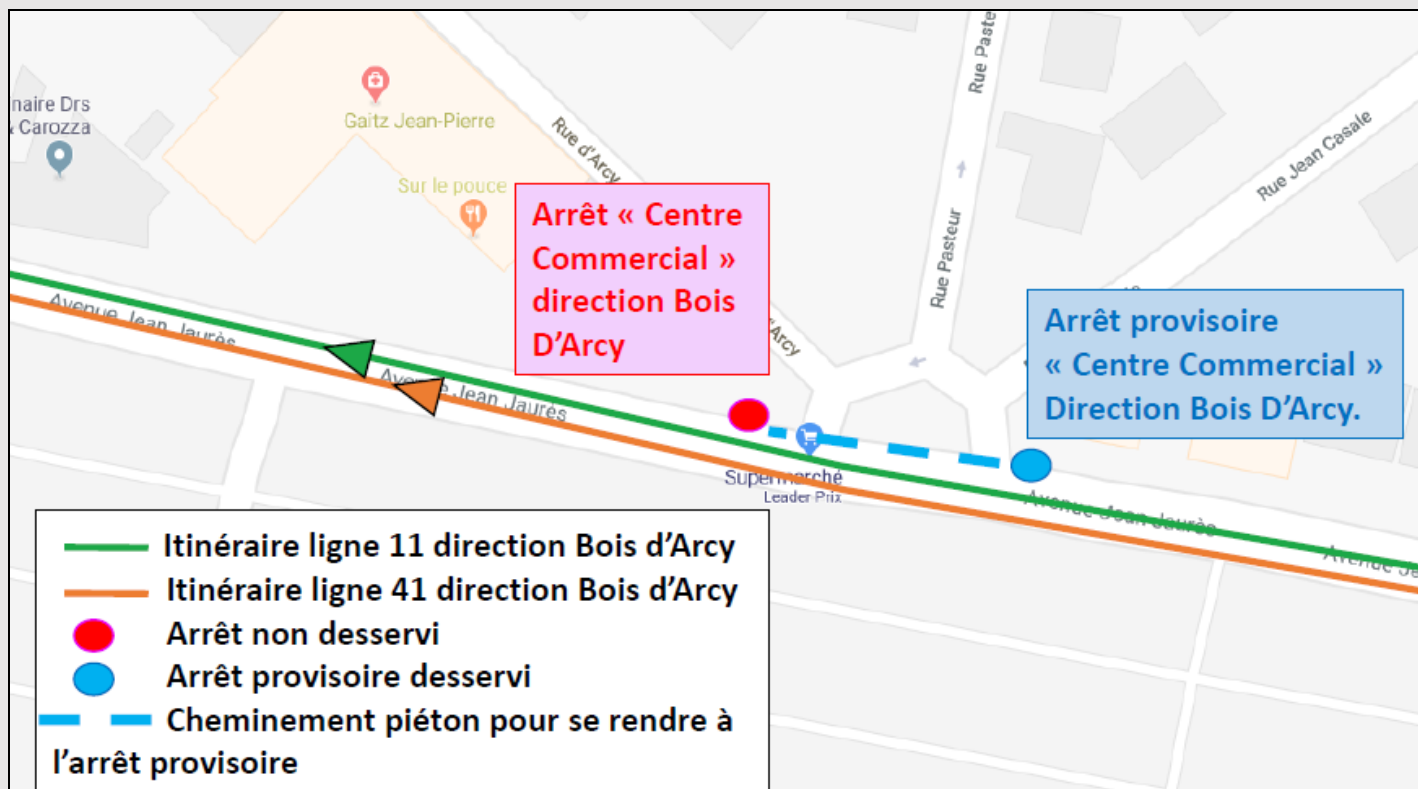 naire Drs
& Carozza
Gaitz Jean-Pierre
Sur le pouce
Rue d'Arcy
Rue Paste
Rue Pasteur
Rue Jean Casale
d'Arcy
Arrêt « Centre
Commercial »
direction Bois
D'Arcy
Arrêt provisoire
« Centre Commercial »
Direction Bois D'Arcy.
Avenue Jean Jaurès
Avenue Jean Jaurès
Supermarché
Leader Prix
Avenue Jean Jaurès
Avenue Je
Itinéraire ligne 11 direction Bois d'Arcy
Itinéraire ligne 41 direction Bois d'Arcy
Arrêt non desservi
Arrêt provisoire desservi
Cheminement piéton pour se rendre à
l'arrêt provisoire